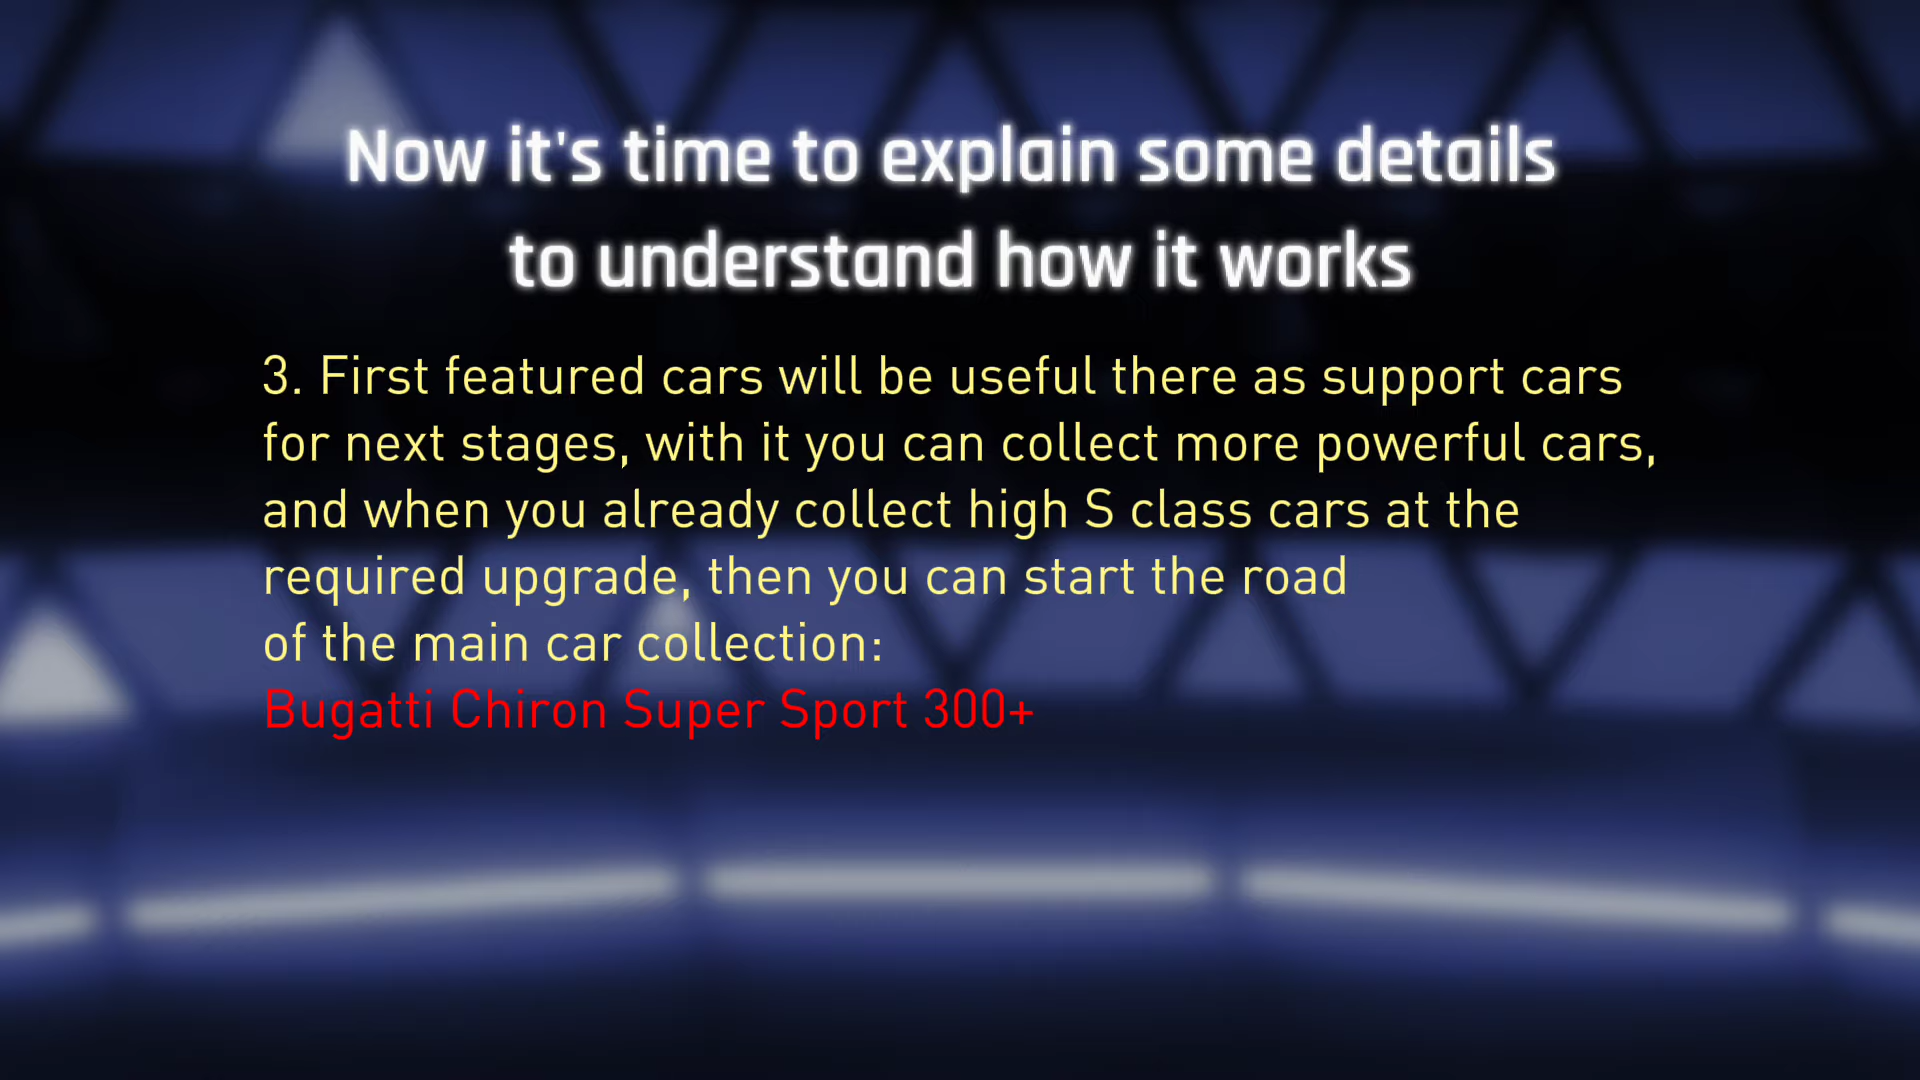 Now it's time to explain some details
to understand how it works
3. First featured cars will be useful there as support cars
for next stages, with it you can collect more powerful cars,
and when you already collect high S class cars at the
required upgrade, then you can start the road
of the main car collection:
Bugatti Chiron Super Sport 300+